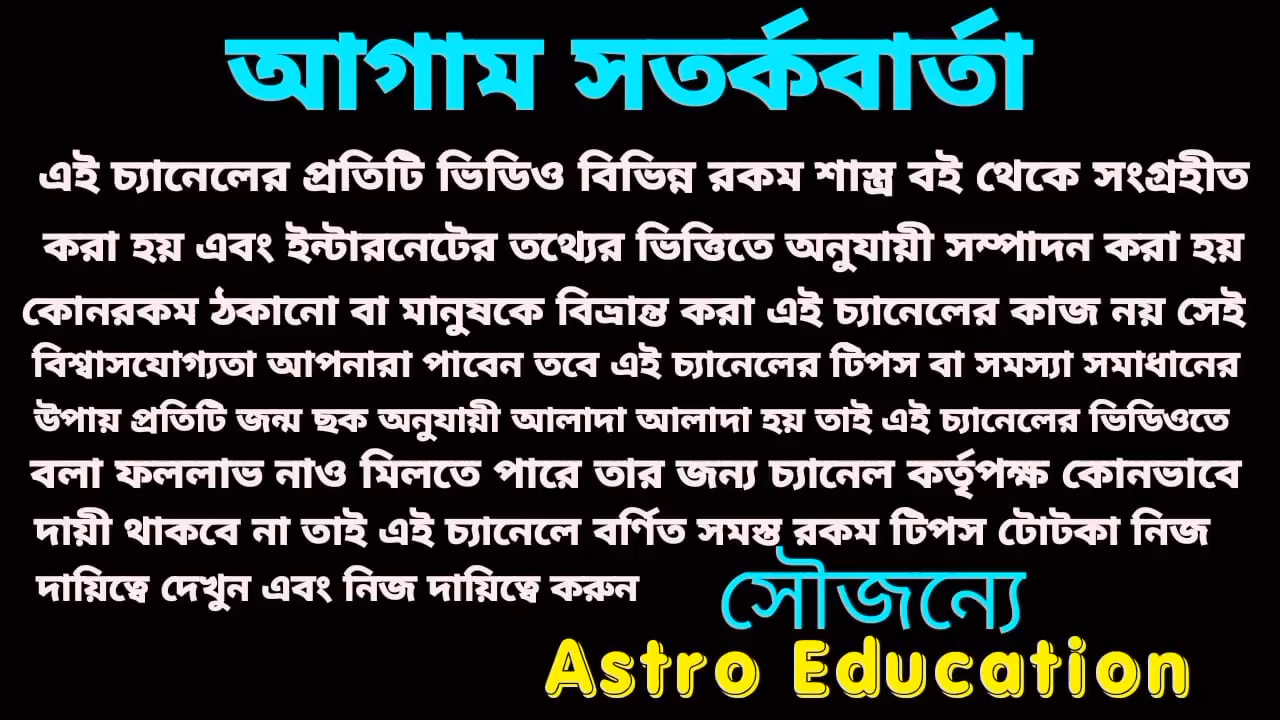 আগাম সতর্কবার্তা
এই চ্যানেলের প্রতিটি ভিডিও বিভিন্ন রকম শাস্ত্র বই থেকে সংগ্রহীত
করা হয় এবং ইন্টারনেটের তথ্যের ভিত্তিতে অনুযায়ী সম্পাদন করা হয়
কোনরকম ঠকানো বা মানুষকে বিভ্রান্ত করা এই চ্যানেলের কাজ নয় সেই
বিশ্বাসযোগ্যতা আপনারা পাবেন তবে এই চ্যানেলের টিপস বা সমস্যা সমাধানের
উপায় প্রতিটি জন্ম ছক অনুযায়ী আলাদা আলাদা হয় তাই এই চ্যানেলের ভিডিওতে
বলা ফললাভ নাও মিলতে পারে তার জন্য চ্যানেল কর্তৃপক্ষ কোনভাবে
দায়ী থাকবে না তাই এই চ্যানেলে বর্ণিত সমস্ত রকম টিপস টোটকা নিজ
দায়িত্বে দেখুন এবং নিজ দায়িত্বে করুন
সৌজন্যে
Astro Education